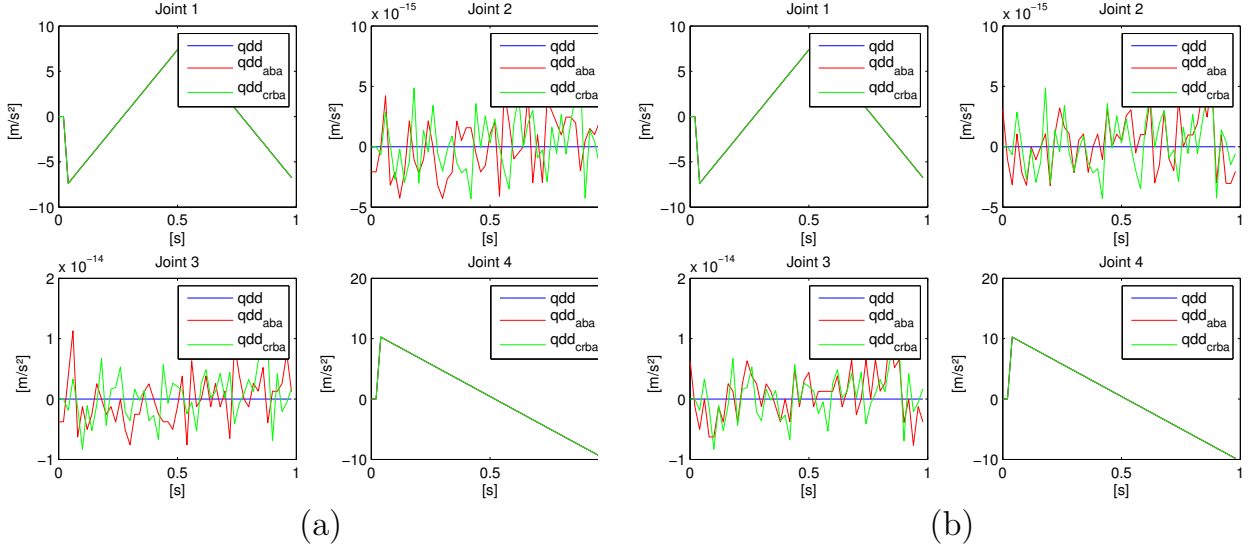 Joint 1
10
5
0
−5
−10
[m/s²]
0
0.5
1
[s]
qdd
qdd_aba
qdd_crba
Joint 2
x 10^−15
10
5
0
−5
[m/s²]
0
0.5
[s]
qdd
qdd_aba
qdd_crba
Joint 3
x 10^−14
2
1
0
−1
[m/s²]
0
0.5
1
[s]
qdd
qdd_aba
qdd_crba
Joint 4
20
10
0
−10
[m/s²]
0
0.5
[s]
qdd
qdd_aba
qdd_crba
(a)
Joint 1
10
5
0
−5
−10
[m/s²]
0
0.5
1
[s]
qdd
qdd_aba
qdd_crba
Joint 2
x 10^−15
10
5
0
−5
[m/s²]
0
0.5
1
[s]
qdd
qdd_aba
qdd_crba
Joint 3
x 10^−14
2
1
0
−1
[m/s²]
0
0.5
1
[s]
qdd
qdd_aba
qdd_crba
Joint 4
20
10
0
−10
[m/s²]
0
0.5
1
[s]
qdd
qdd_aba
qdd_crba
(b)